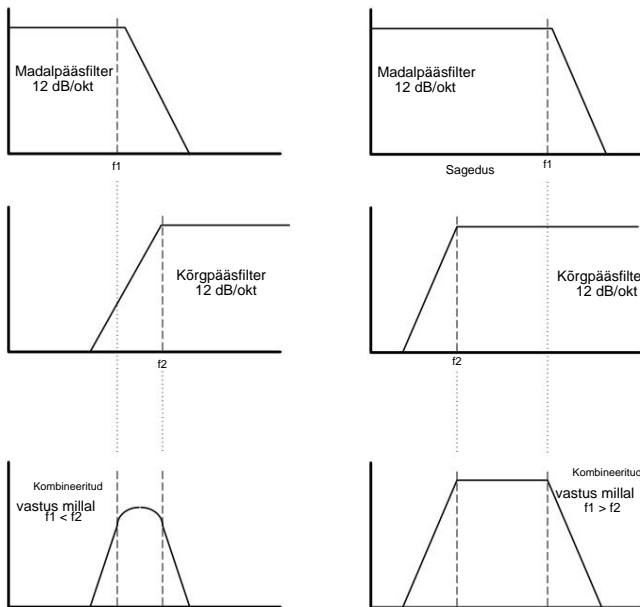 Madalpääsfilter
12 dB/okt
f1
Madalpääsfilter
12 dB/okt
f1
Sagedus
Kõrgpääsfilter
12 dB/okt
f2
Kõrgpääsfilte
12 dB/okt
f2
Kombineeritud
vastus millal
f1 < f2
Kombineeritud
vastus millal
f1 > f2